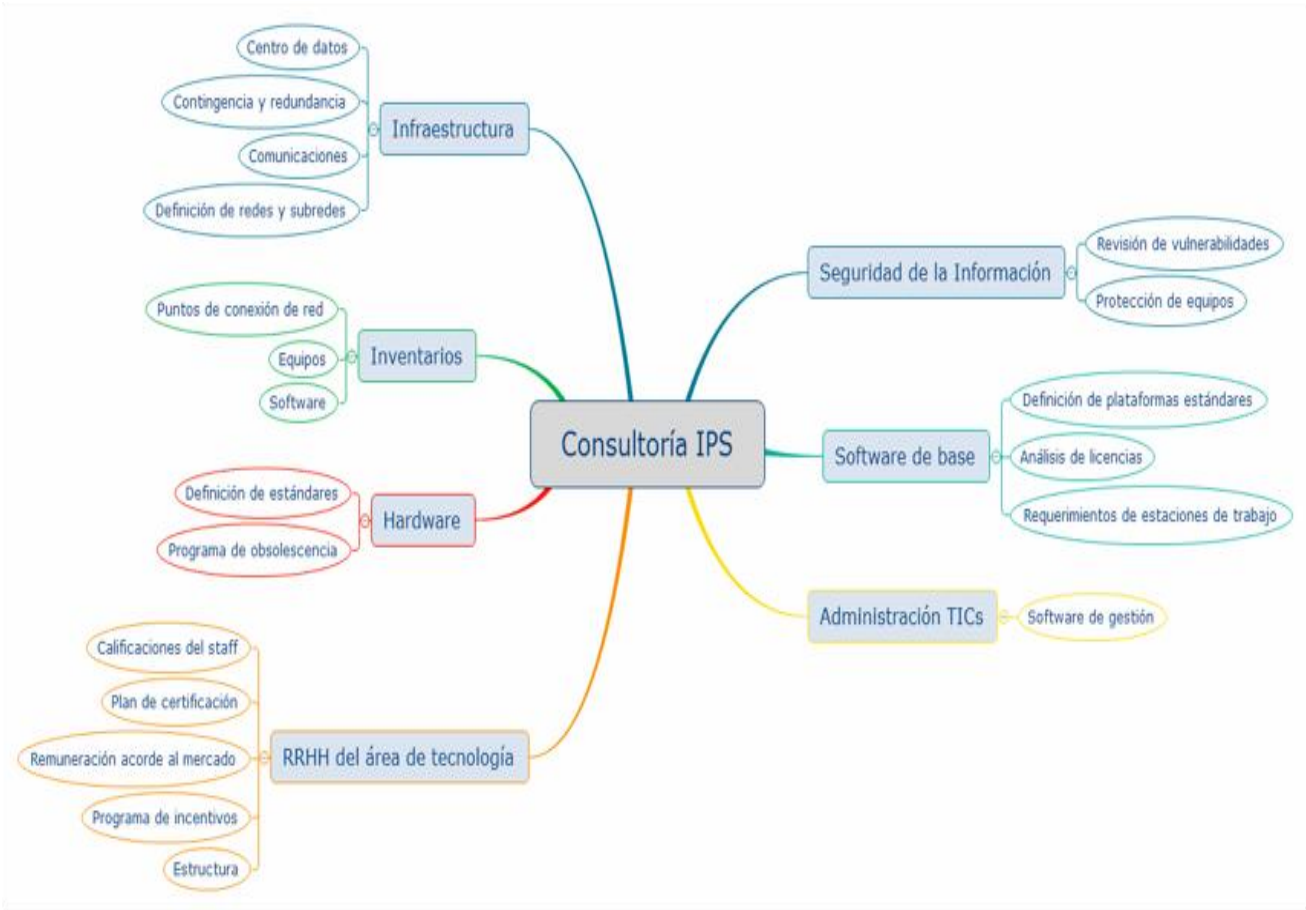 Centro de datos
Contingencia y redundancia
Comunicaciones
Definición de redes y subredes
Infraestructura
Puntos de conexión de red
Equipos
Software
Inventarios
Definición de estándares
Programa de obsolescencia
Hardware
Calificaciones del staff
Plan de certificación
Remuneración acorde al mercado
Programa de incentivos
Estructura
RRHH del área de tecnología
Consultoría IPS
Seguridad de la Información
Revisión de vulnerabilidades
Protección de equipos
Software de base
Definición de plataformas estándares
Análisis de licencias
Requerimientos de estaciones de trabajo
Administración TICs
Software de gestión